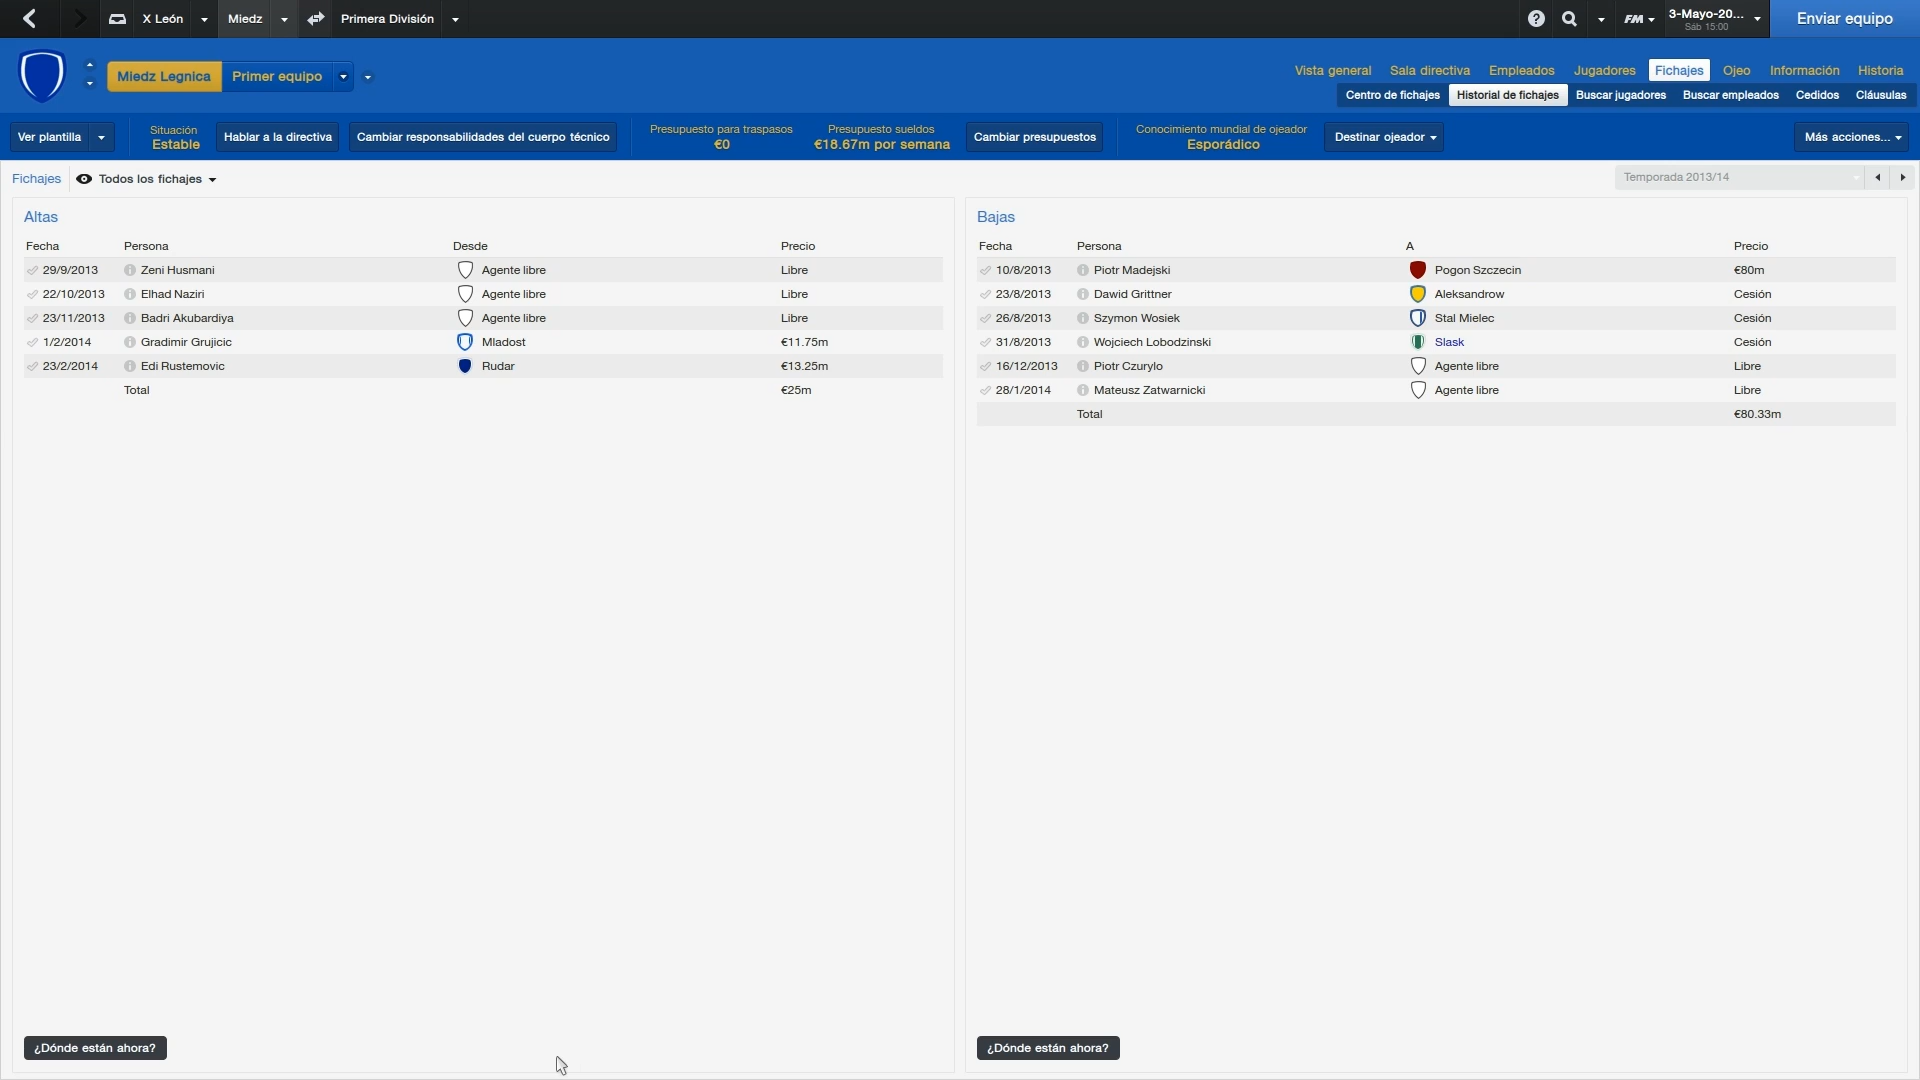 X León Miedz Primera División FM 3-Mayo-20... Enviar equipo
Sáb 15:00
Miedz Legnica Primer equipo
Vista general Sala directiva Empleados Jugadores Fichajes Ojeo Información Historia
Centro de fichajes Historial de fichajes Buscar jugadores Buscar empleados Cedidos Cláusulas
Ver plantilla Situación Hablar a la directiva Cambiar responsabilidades del cuerpo técnico Presupuesto para traspasos Presupuesto sueldos Cambiar presupuestos Conocimiento mundial de ojeador Destinar ojeador Más acciones...
Estable €0 €18.67m por semana Esporádico
Fichajes Todos los fichajes Temporada 2013/14
Altas
Fecha Persona Desde Precio
29/9/2013 Zeni Husmani Agente libre Libre
22/10/2013 Elhad Naziri Agente libre Libre
23/11/2013 Badri Akubardiya Agente libre Libre
1/2/2014 Gradimir Grujicic Mladost €11.75m
23/2/2014 Edi Rustemovic Rudar €13.25m
Total €25m
¿Dónde están ahora?
Bajas
Fecha Persona A Precio
10/8/2013 Piotr Madejski Pogon Szczecin €80m
23/8/2013 Dawid Grittner Aleksandrow Cesión
26/8/2013 Szymon Wosiek Stal Mielec Cesión
31/8/2013 Wojciech Lobodzinski Slask Cesión
16/12/2013 Piotr Czurylo Agente libre Libre
28/1/2014 Mateusz Zatwarnicki Agente libre Libre
Total €80.33m
¿Dónde están ahora?